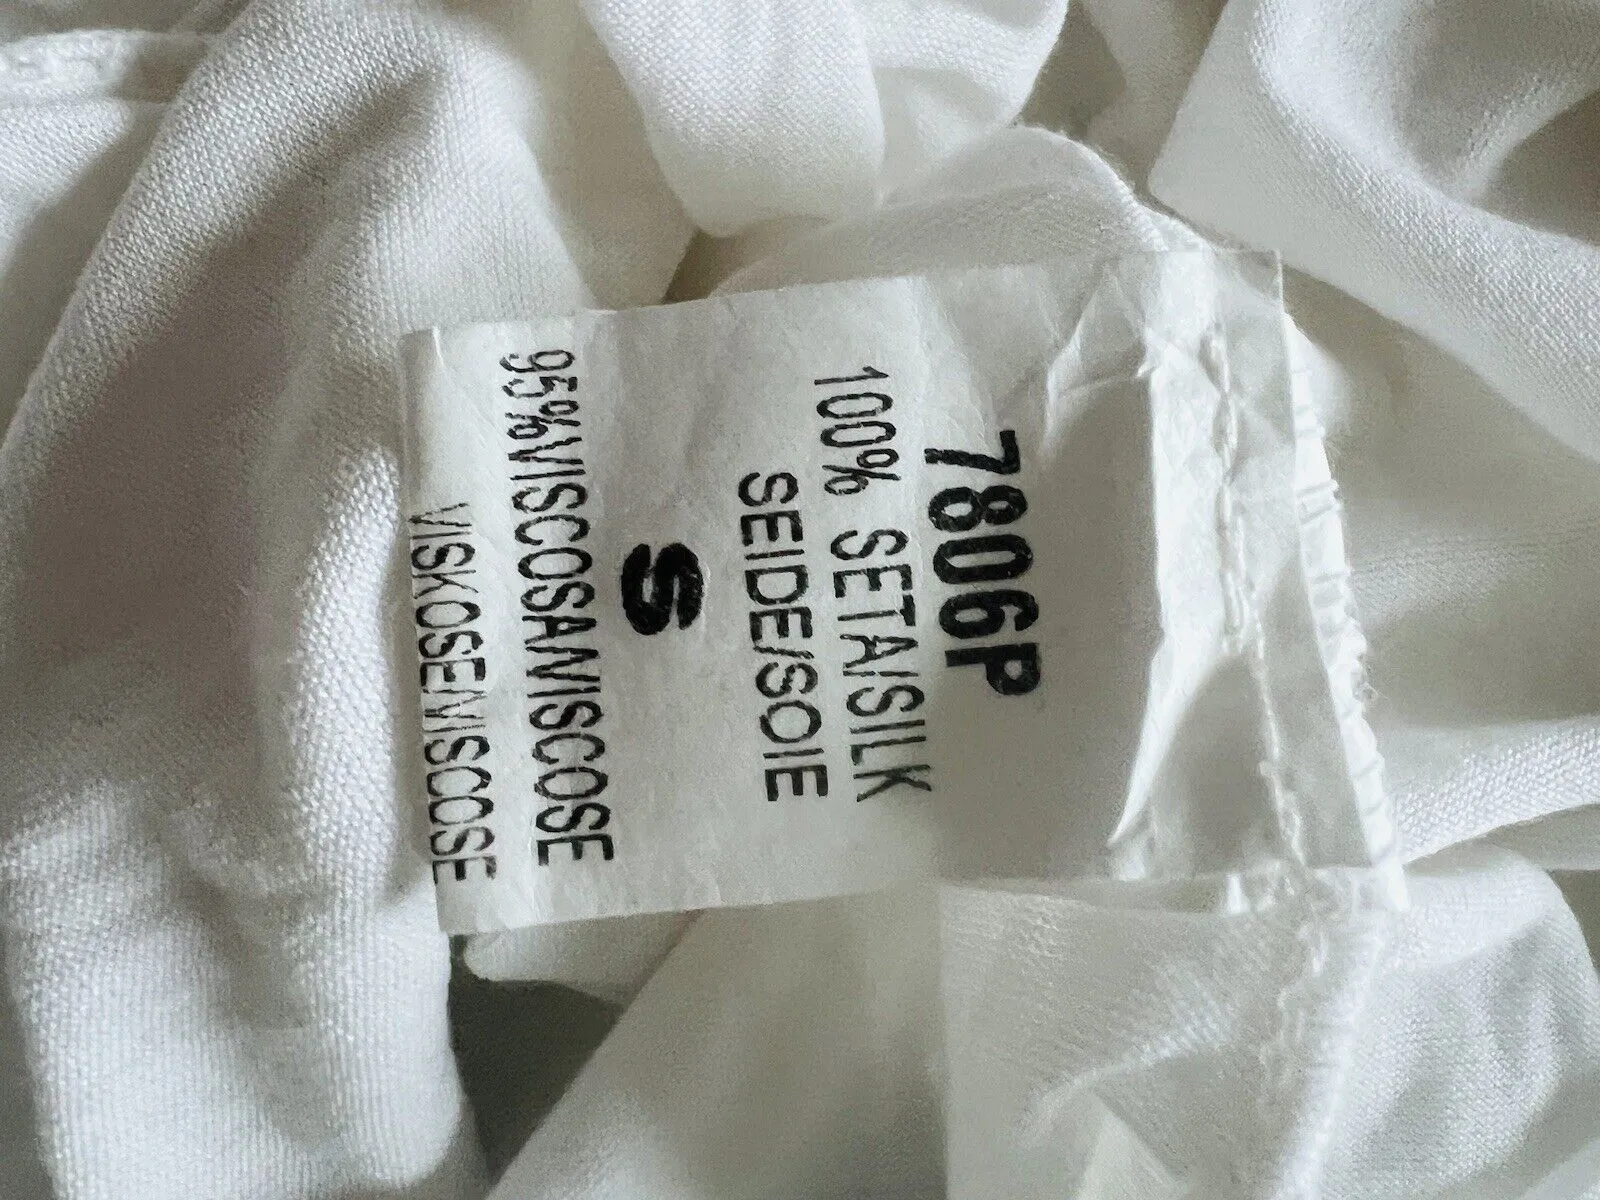 7806P
100% SETA/SILK
SEIDE/SOIE
S
95%VISCOSA/VISCOSE
VISKOSE/VISCOSE